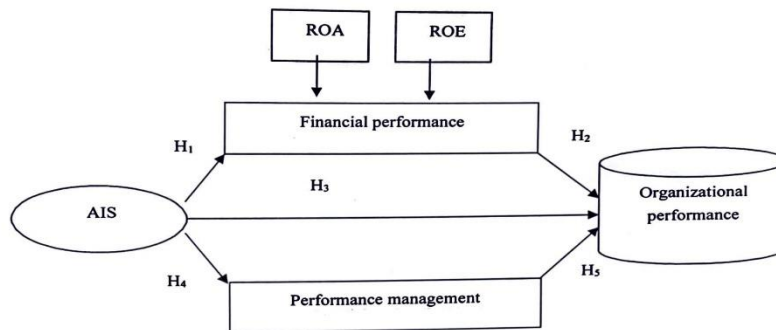 ROA
ROE
Financial performance
H₁
H₂
H₃
AIS
Organizational
performance
H₄
H₅
Performance management